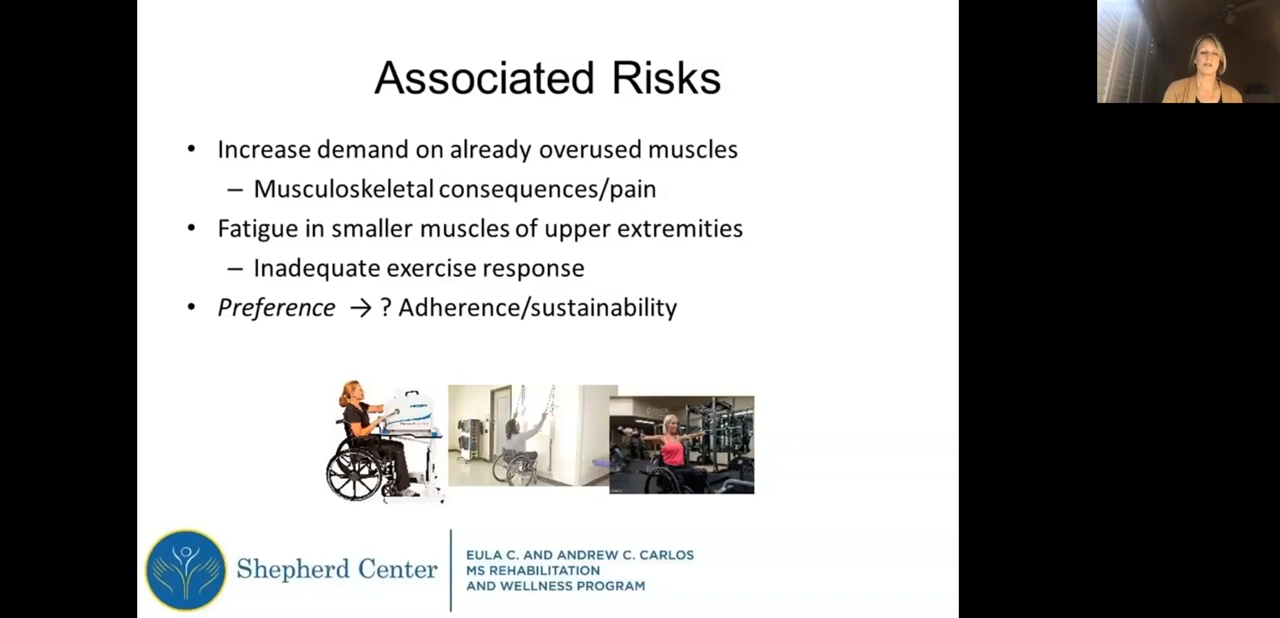 Associated Risks
• Increase demand on already overused muscles
– Musculoskeletal consequences/pain
• Fatigue in smaller muscles of upper extremities
– Inadequate exercise response
• Preference → ? Adherence/sustainability
Shepherd Center
EULA C. AND ANDREW C. CARLOS
MS REHABILITATION
AND WELLNESS PROGRAM